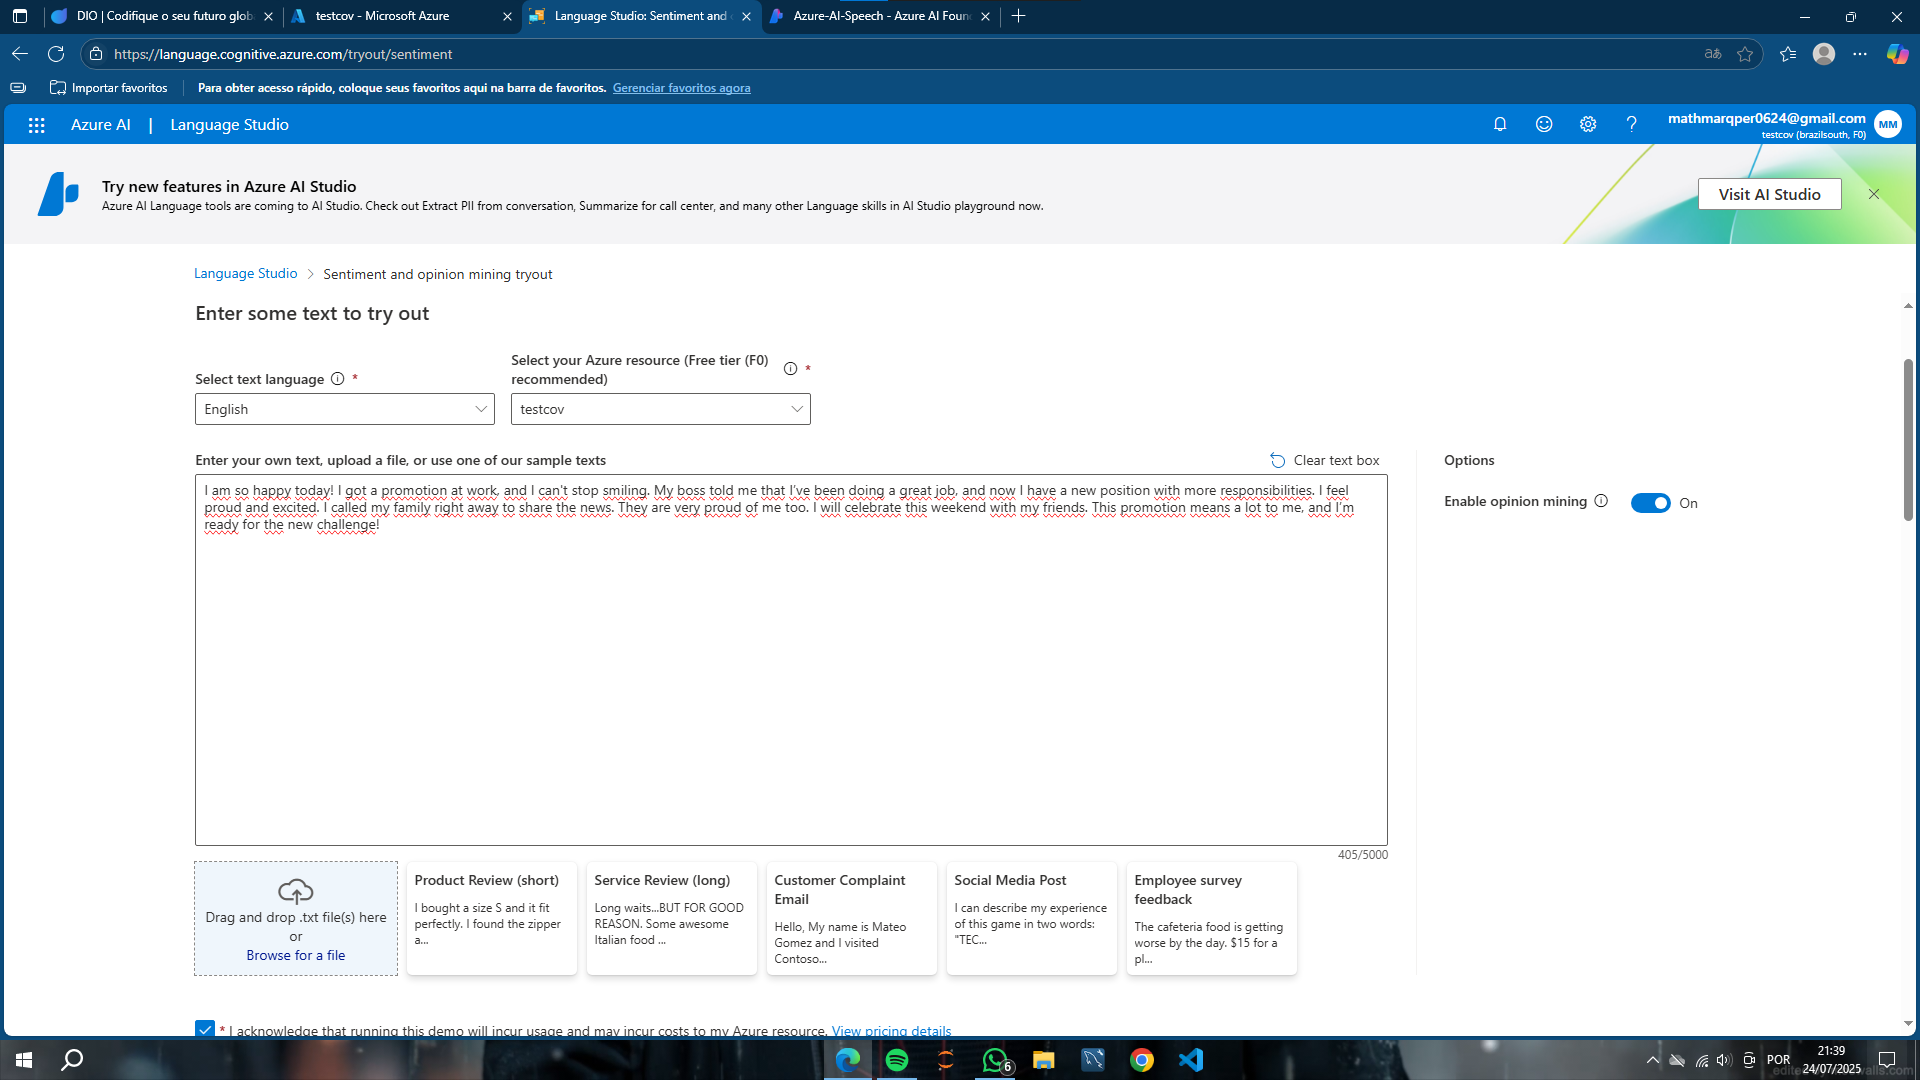 DIO | Codifique o seu futuro glob
testcov - Microsoft Azure
Language Studio: Sentiment and
Azure-AI-Speech - Azure AI Foun
https://language.cognitive.azure.com/tryout/sentiment
Importar favoritos
Para obter acesso rápido, coloque seus favoritos aqui na barra de favoritos. Gerenciar favoritos agora
Azure AI | Language Studio
mathmarqper0624@gmail.com
testcov (brazilsouth, F0)
MM
Try new features in Azure AI Studio
Azure AI Language tools are coming to AI Studio. Check out Extract PII from conversation, Summarize for call center, and many other Language skills in AI Studio playground now.
Visit AI Studio
Language Studio > Sentiment and opinion mining tryout
Enter some text to try out
Select text language *
Select your Azure resource (Free tier (F0)
recommended) *
English
testcov
Enter your own text, upload a file, or use one of our sample texts
Clear text box
I am so happy today! I got a promotion at work, and I can't stop smiling. My boss told me that I've been doing a great job, and now I have a new position with more responsibilities. I feel
proud and excited. I called my family right away to share the news. They are very proud of me too. I will celebrate this weekend with my friends. This promotion means a lot to me, and I'm
ready for the new challenge!
405/5000
Options
Enable opinion mining
On
Drag and drop .txt file(s) here
or
Browse for a file
Product Review (short)
I bought a size S and it fit
perfectly. I found the zipper
a...
Service Review (long)
Long waits...BUT FOR GOOD
REASON. Some awesome
Italian food ...
Customer Complaint
Email
Hello, My name is Mateo
Gomez and I visited
Contoso...
Social Media Post
I can describe my experience
of this game in two words:
"TEC...
Employee survey
feedback
The cafeteria food is getting
worse by the day. $15 for a
pl...
* I acknowledge that running this demo will incur usage and may incur costs to my Azure resource. View pricing details
6
POR
21:39
24/07/2025